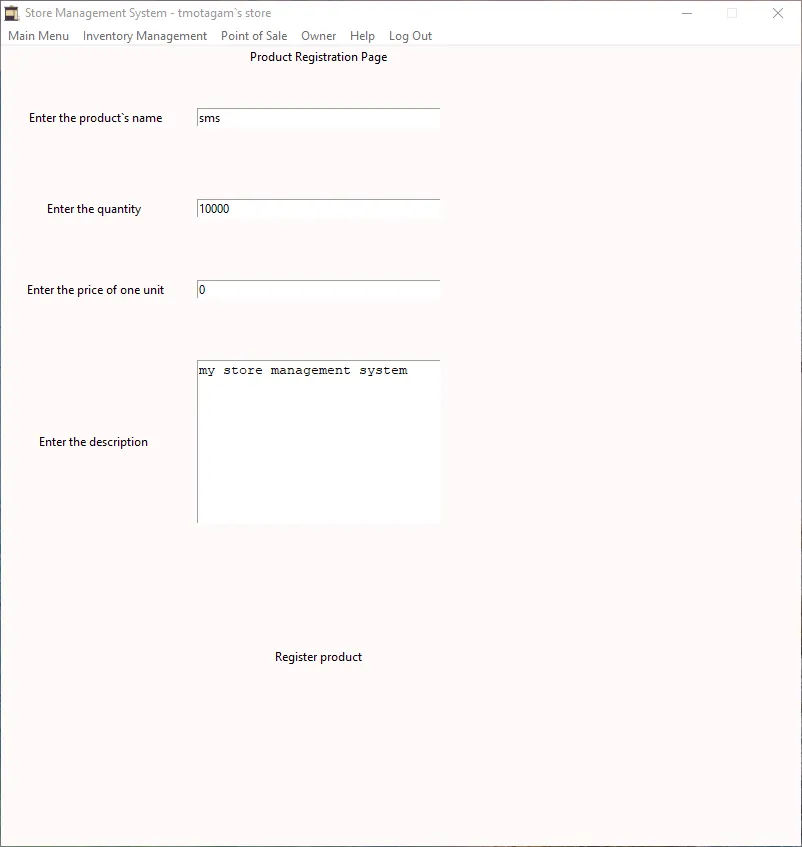 Store Management System - tmotagam`s store
Main Menu Inventory Management Point of Sale Owner Help Log Out
Product Registration Page
Enter the product`s name sms
Enter the quantity 10000
Enter the price of one unit 0
my store management system
Enter the description
Register product